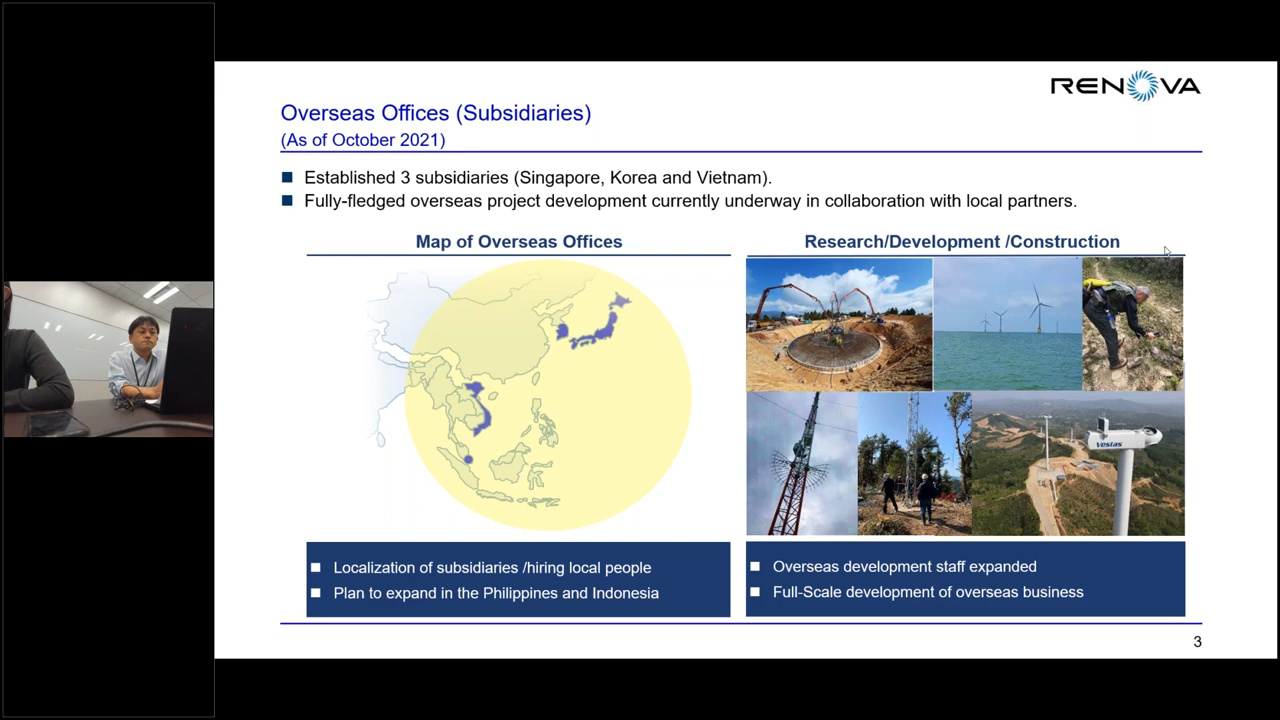 RENOVA
Overseas Offices (Subsidiaries)
(As of October 2021)
Established 3 subsidiaries (Singapore, Korea and Vietnam).
Fully-fledged overseas project development currently underway in collaboration with local partners.
Map of Overseas Offices
Research/Development /Construction
Vestas
Localization of subsidiaries /hiring local people
Plan to expand in the Philippines and Indonesia
Overseas development staff expanded
Full-Scale development of overseas business
3